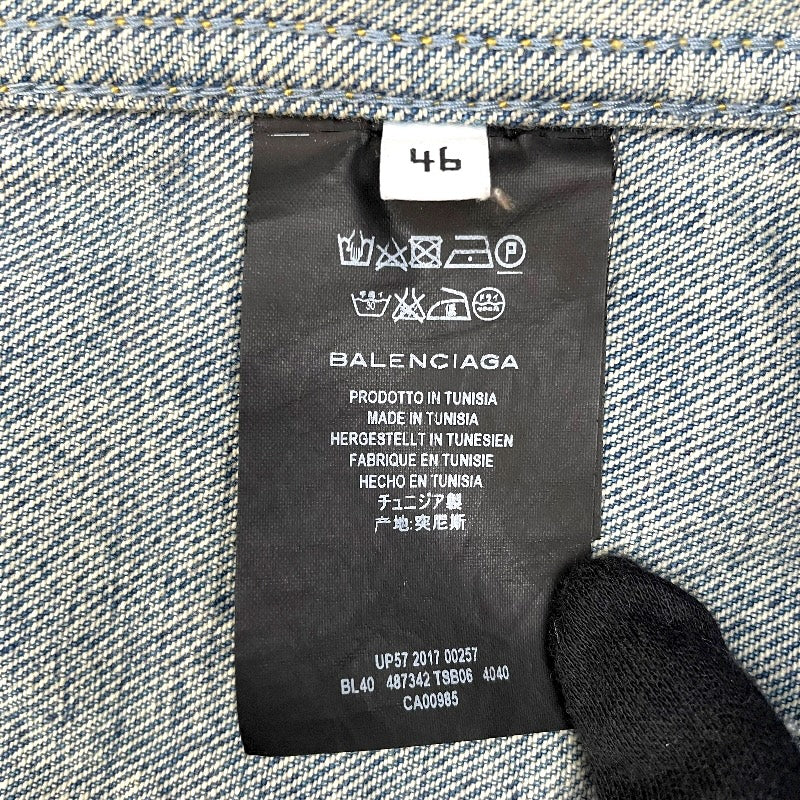 46
P
BALENCIAGA
PRODOTTO IN TUNISIA
MADE IN TUNISIA
HERGESTELLT IN TUNESIEN
FABRIQUE EN TUNISIE
HECHO EN TUNISIA
チュニジア製
产地:突尼斯
UP57 2017 00257
BL40 487342 TSB06 4040
CA00985